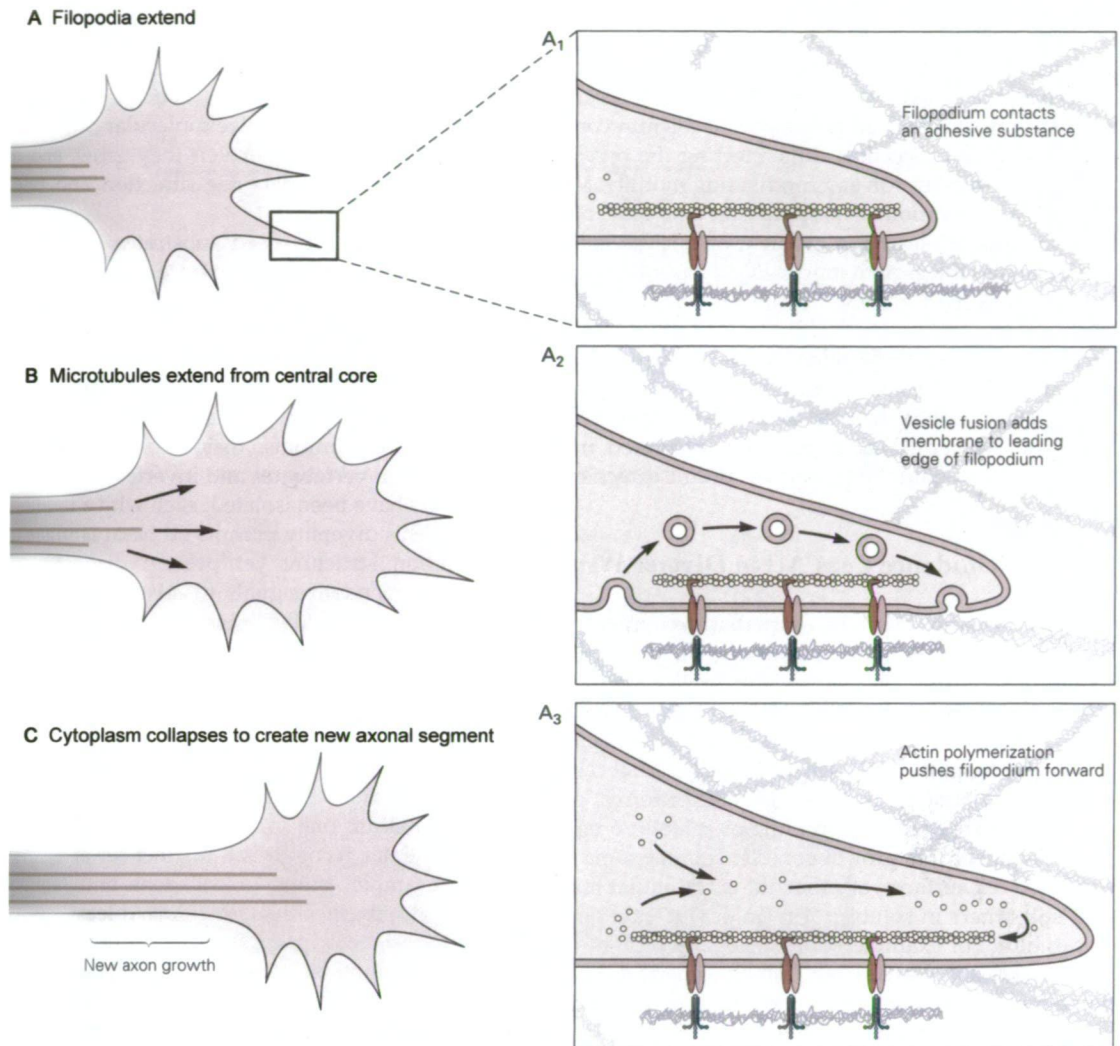 A Filopodia extend
A1
Filopodium contacts
an adhesive substance
B Microtubules extend from central core
A2
Vesicle fusion adds
membrane to leading
edge of filopodium
C Cytoplasm collapses to create new axonal segment
New axon growth
A3
Actin polymerization
pushes filopodium forward